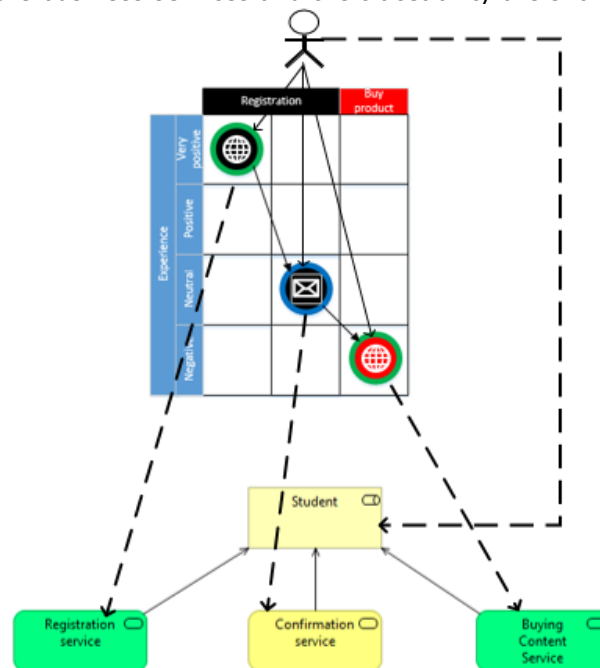 Registration
Buy
product
Experience
Very
positive
Positive
Neutral
Negative
Student
Registration
service
Confirmation
service
Buying
Content
Service